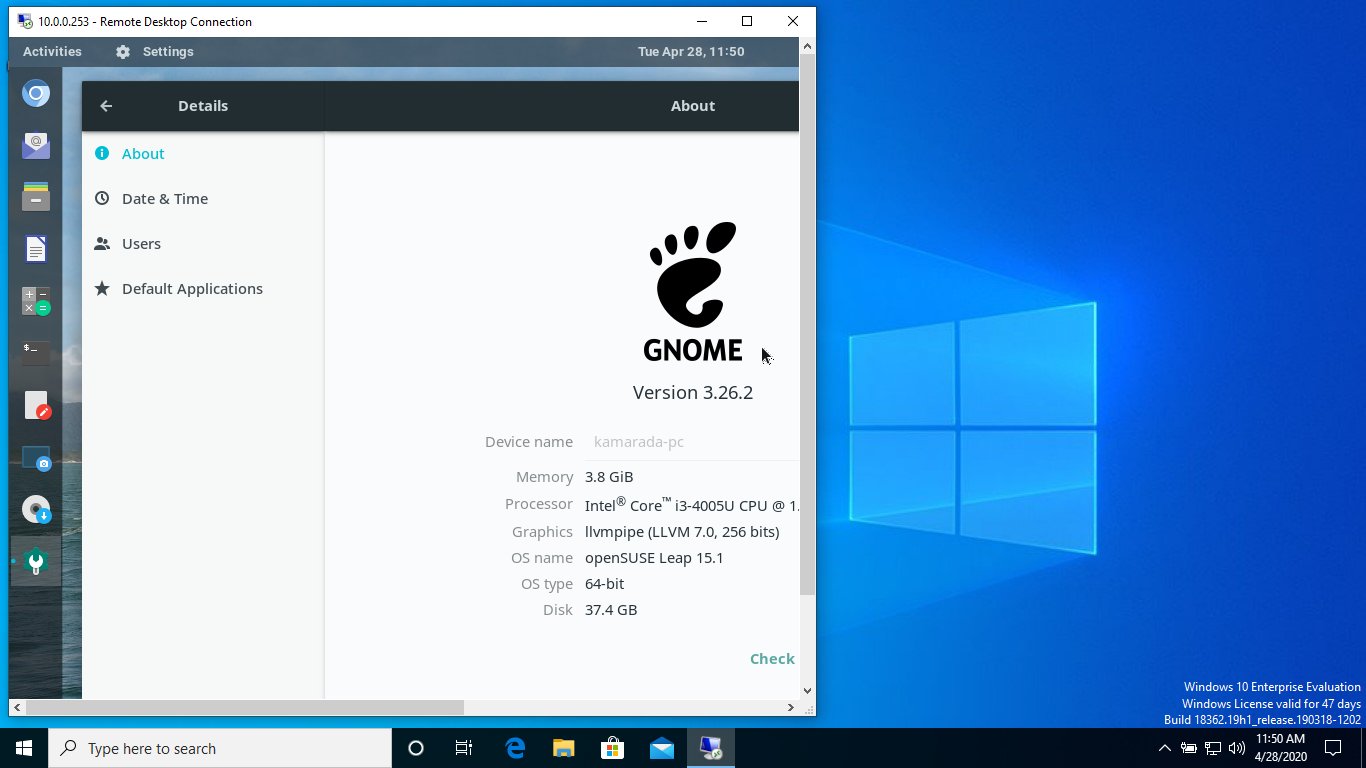 10.0.0.253 - Remote Desktop Connection
Activities Settings Tue Apr 28, 11:50
Details About
About
Date & Time
Users
Default Applications
GNOME
Version 3.26.2
Device name kamarada-pc
Memory 3.8 GiB
Processor Intel® Core™ i3-4005U CPU @ 1.
Graphics llvmpipe (LLVM 7.0, 256 bits)
OS name openSUSE Leap 15.1
OS type 64-bit
Disk 37.4 GB
Check
Windows 10 Enterprise Evaluation
Windows License valid for 47 days
Build 18362.19h1_release.190318-1202
Type here to search
11:50 AM
4/28/2020